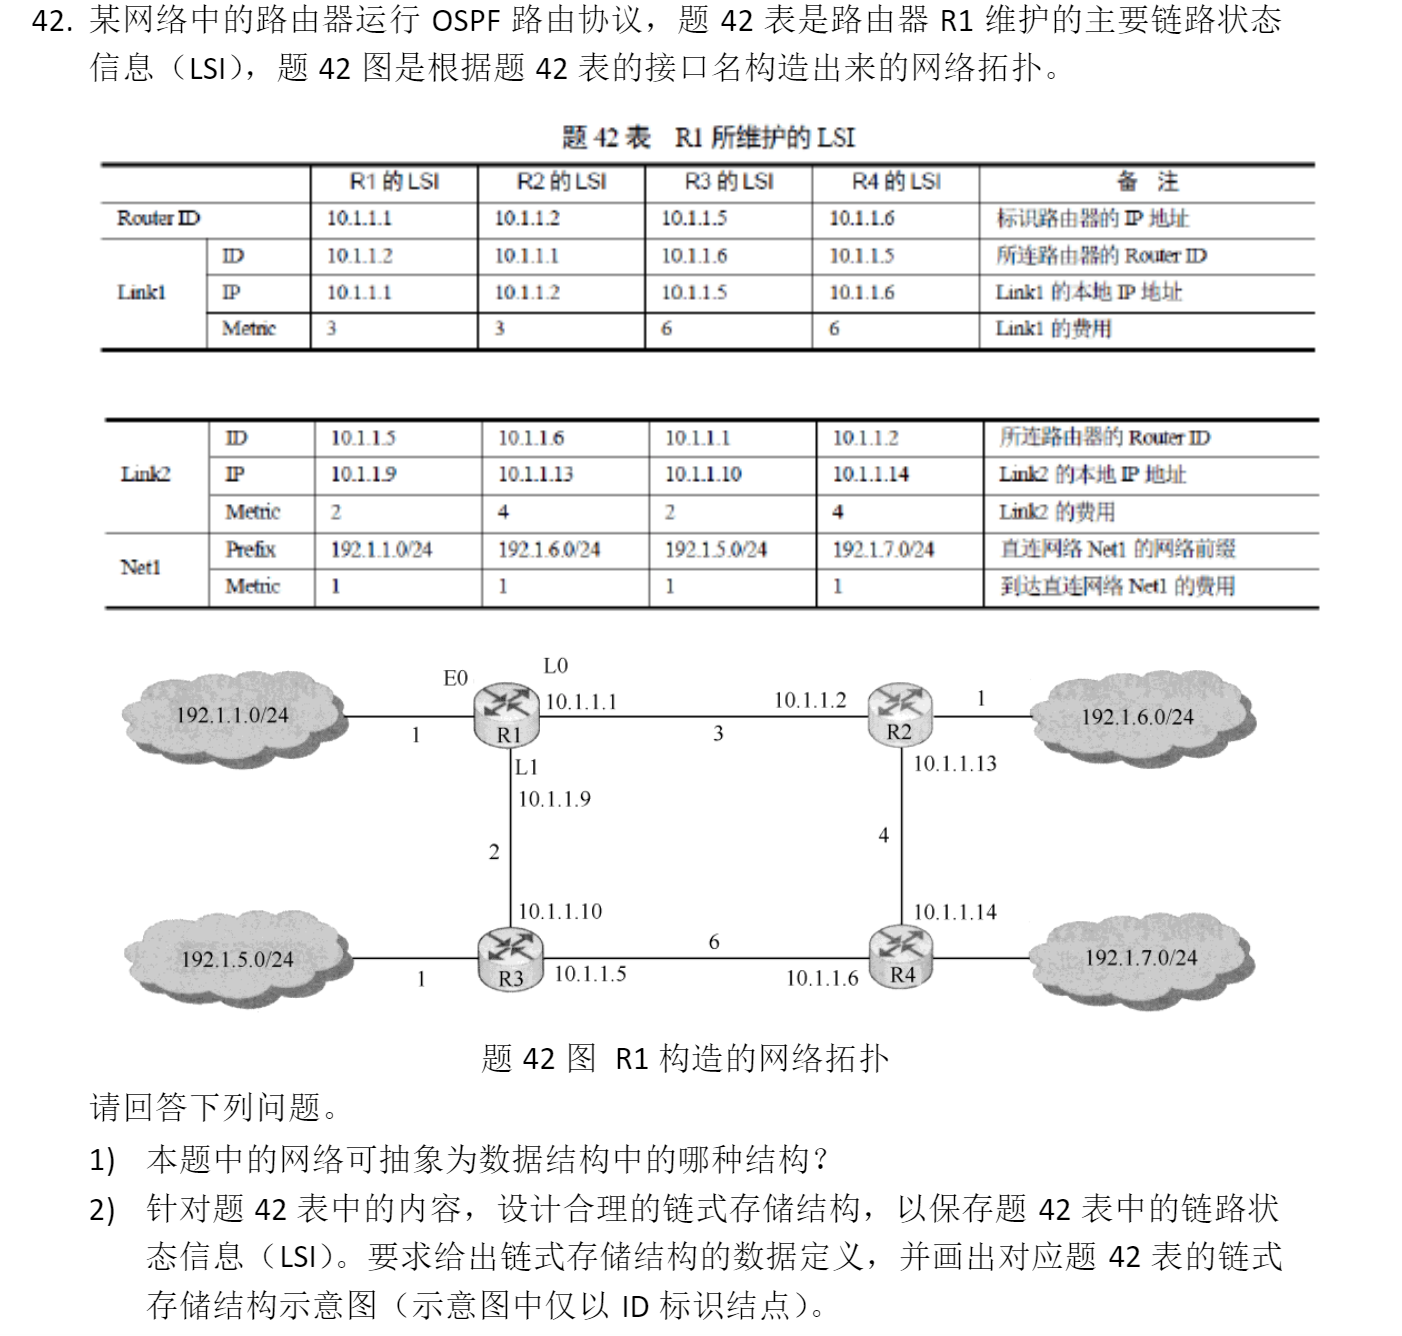 42. 某网络中的路由器运行 OSPF 路由协议，题 42 表是路由器 R1 维护的主要链路状态
信息（LSI），题 42 图是根据题 42 表的接口名构造出来的网络拓扑。
题 42 表 R1 所维护的 LSI
R1 的 LSI R2 的 LSI R3 的 LSI R4 的 LSI 备 注
Router ID 10.1.1.1 10.1.1.2 10.1.1.5 10.1.1.6 标识路由器的 IP 地址
ID 10.1.1.2 10.1.1.1 10.1.1.6 10.1.1.5 所连路由器的 Router ID
Link1 IP 10.1.1.1 10.1.1.2 10.1.1.5 10.1.1.6 Link1 的本地 IP 地址
Metric 3 3 6 6 Link1 的费用
ID 10.1.1.5 10.1.1.6 10.1.1.1 10.1.1.2 所连路由器的 Router ID
Link2 IP 10.1.1.9 10.1.1.13 10.1.1.10 10.1.1.14 Link2 的本地 IP 地址
Metric 2 4 2 4 Link2 的费用
Net1 Prefix 192.1.1.0/24 192.1.6.0/24 192.1.5.0/24 192.1.7.0/24 直连网络 Net1 的网络前缀
Metric 1 1 1 1 到达直连网络 Net1 的费用
E0 L0
192.1.1.0/24 1 R1 10.1.1.1 3 10.1.1.2 R2 1 192.1.6.0/24
L1 10.1.1.13
10.1.1.9
2 4
10.1.1.10 10.1.1.14
192.1.5.0/24 1 R3 10.1.1.5 6 10.1.1.6 R4 192.1.7.0/24
题 42 图 R1 构造的网络拓扑
请回答下列问题。
1) 本题中的网络可抽象为数据结构中的哪种结构？
2) 针对题 42 表中的内容，设计合理的链式存储结构，以保存题 42 表中的链路状
态信息（LSI）。要求给出链式存储结构的数据定义，并画出对应题 42 表的链式
存储结构示意图（示意图中仅以 ID 标识结点）。